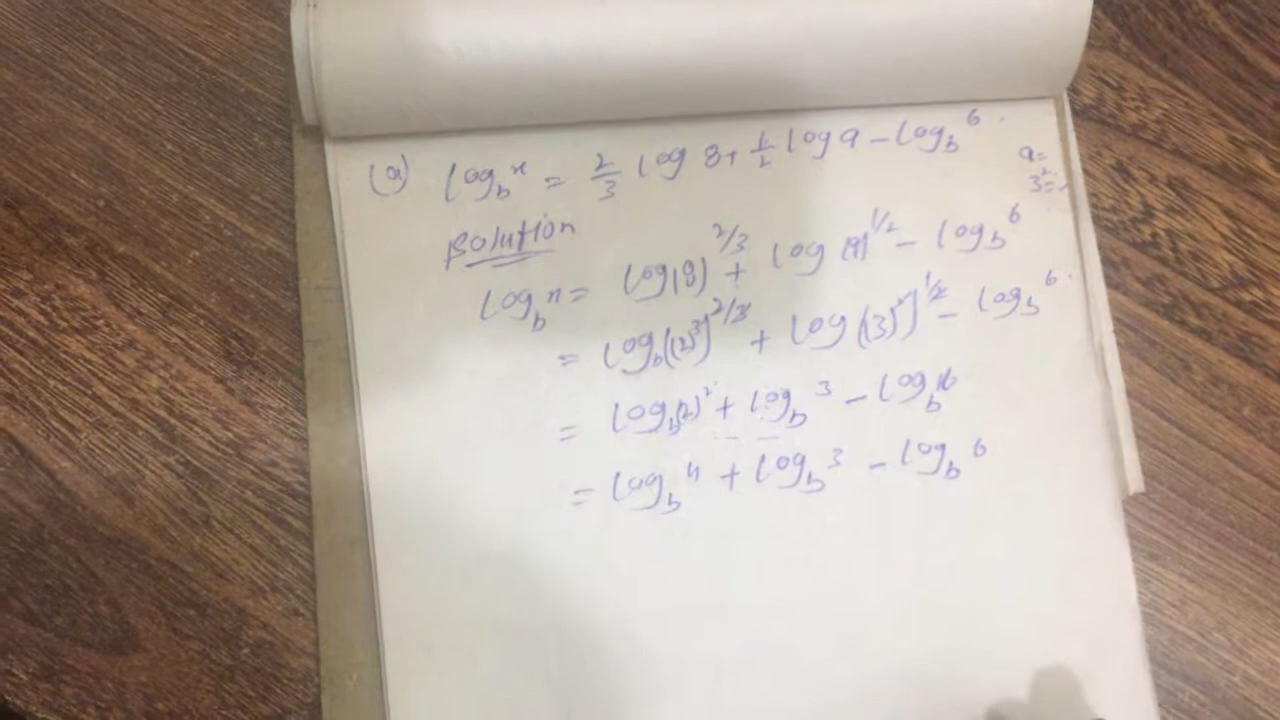 (a) log_b x = 2/3 log 8 + 1/2 log 9 - log_b 6
9=
3²=
Solution
log_b x = log(8)^2/3 + log (9)^1/2 - log_b 6
= log_b((2)³)^2/3 + log ((3)²)^1/2 - log_b 6
= log_b(2)² + log_b 3 - log_b 6
= log_b 4 + log_b 3 - log_b 6